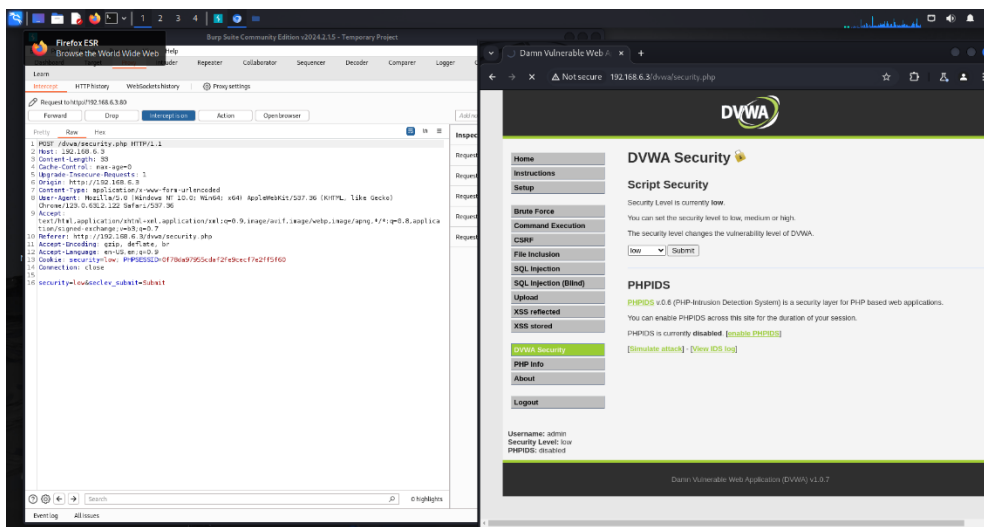 1 2 3 4
Burp Suite Community Edition v2024.2.1.5 - Temporary Project
Firefox ESR
Browse the World Wide Web
Help
Repeater Collaborator Sequencer Decoder Comparer Logger
Learn
Intercept HTTP history WebSockets history Proxy settings
Request to http://192.168.6.3:80
Forward Drop Intercept is on Action Open browser
Pretty Raw Hex
Inspec
Request
Request
Request
Request
Request
1 POST /dvwa/security.php HTTP/1.1
2 Host: 192.168.6.3
3 Content-Length: 33
4 Cache-Control: max-age=0
5 Upgrade-Insecure-Requests: 1
6 Origin: http://192.168.6.3
7 Content-Type: application/x-www-form-urlencoded
8 User-Agent: Mozilla/5.0 (Windows NT 10.0; Win64; x64) AppleWebKit/537.36 (KHTML, like Gecko)
Chrome/123.0.6312.122 Safari/537.36
9 Accept:
text/html,application/xhtml+xml,application/xml;q=0.9,image/avif,image/webp,image/apng,*/*;q=0.8,applica
tion/signed-exchange;v=b3;q=0.7
10 Referer: http://192.168.6.3/dvwa/security.php
11 Accept-Encoding: gzip, deflate, br
12 Accept-Language: en-US,en;q=0.9
13 Cookie: security=low; PHPSESSID=
14 Connection: close
15
16 security=low&seclev_submit=Submit
Search
0 highlights
Event log All issues
Damn Vulnerable Web A
Not secure 192.168.6.3/dvwa/security.php
DVWA
Home
Instructions
Setup
Brute Force
Command Execution
CSRF
File Inclusion
SQL Injection
SQL Injection (Blind)
Upload
XSS reflected
XSS stored
DVWA Security
PHP Info
About
Logout
DVWA Security
Script Security
Security Level is currently low.
You can set the security level to low, medium or high.
The security level changes the vulnerability level of DVWA.
low Submit
PHPIDS
PHPIDS v.0.6 (PHP-Intrusion Detection System) is a security layer for PHP based web applications.
You can enable PHPIDS across this site for the duration of your session.
PHPIDS is currently disabled. [enable PHPIDS]
[Simulate attack] - [View IDS log]
Username: admin
Security Level: low
PHPIDS: disabled
Damn Vulnerable Web Application (DVWA) v1.0.7